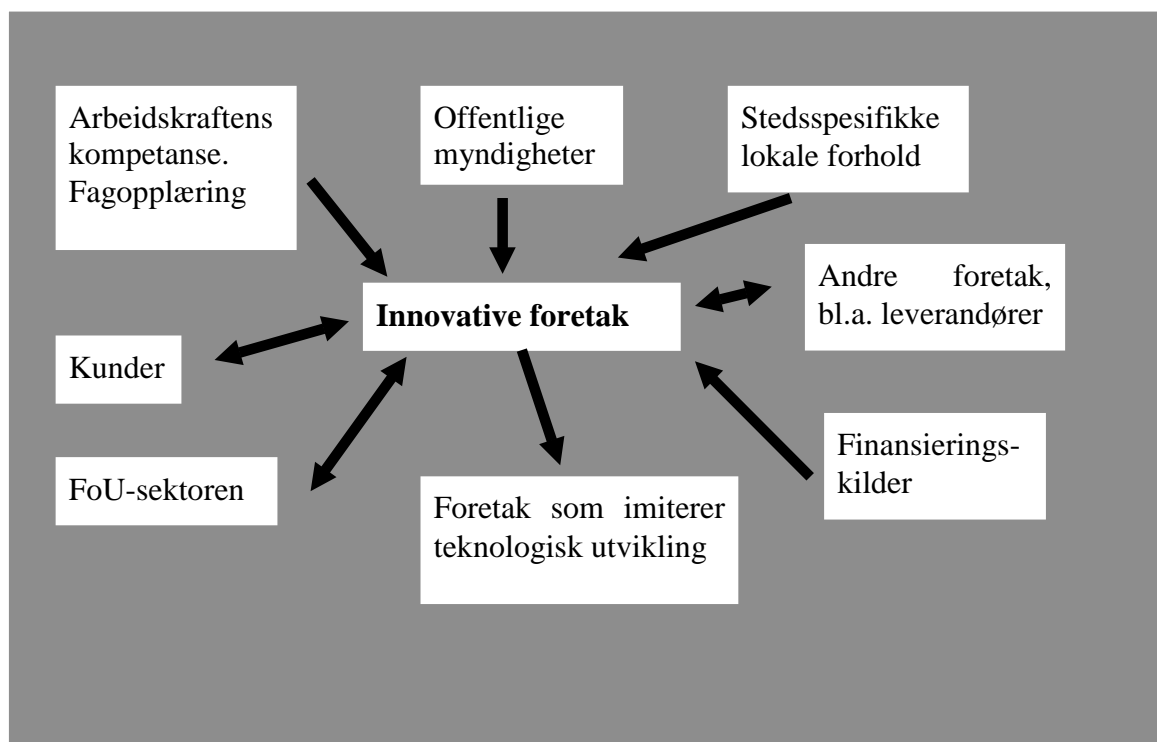 Arbeidskraftens
kompetanse.
Fagopplæring
Offentlige
myndigheter
Stedsspesifikke
lokale forhold
Innovative foretak
Andre foretak,
bl.a. leverandører
Kunder
FoU-sektoren
Foretak som imiterer
teknologisk utvikling
Finansierings-
kilder